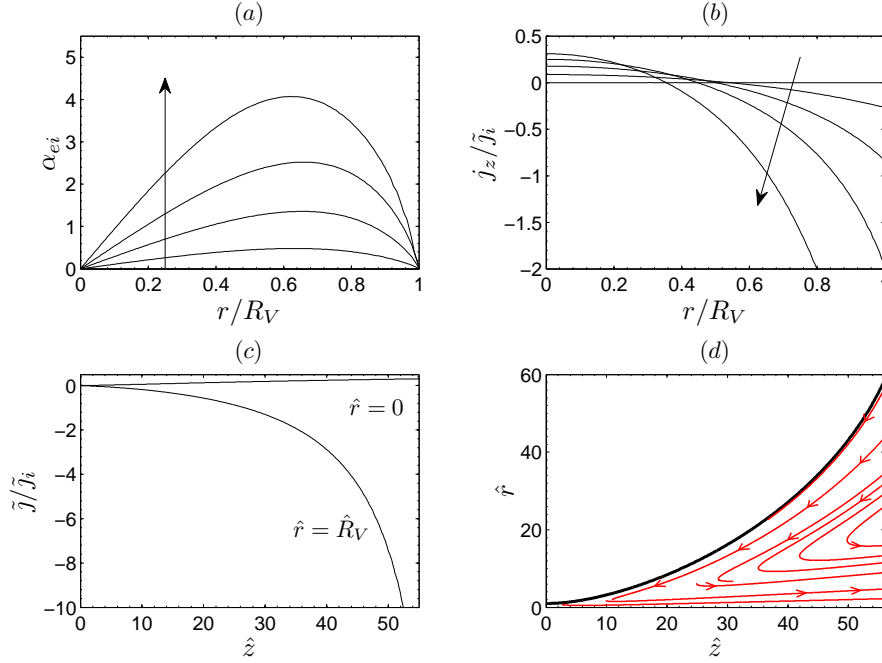 (a)
5
4
3
2
1
0
α_{ei}
0 0.2 0.4 0.6 0.8 1
r/R_V
(b)
0.5
0
-0.5
-1
-1.5
-2
j_z/j̃_i
0 0.2 0.4 0.6 0.8 1
r/R_V
(c)
0
-2
-4
-6
-8
-10
j̃/j̃_i
r̂ = 0
r̂ = R̂_V
0 10 20 30 40 50
ẑ
(d)
60
40
20
0
r̂
0 10 20 30 40 50
ẑ